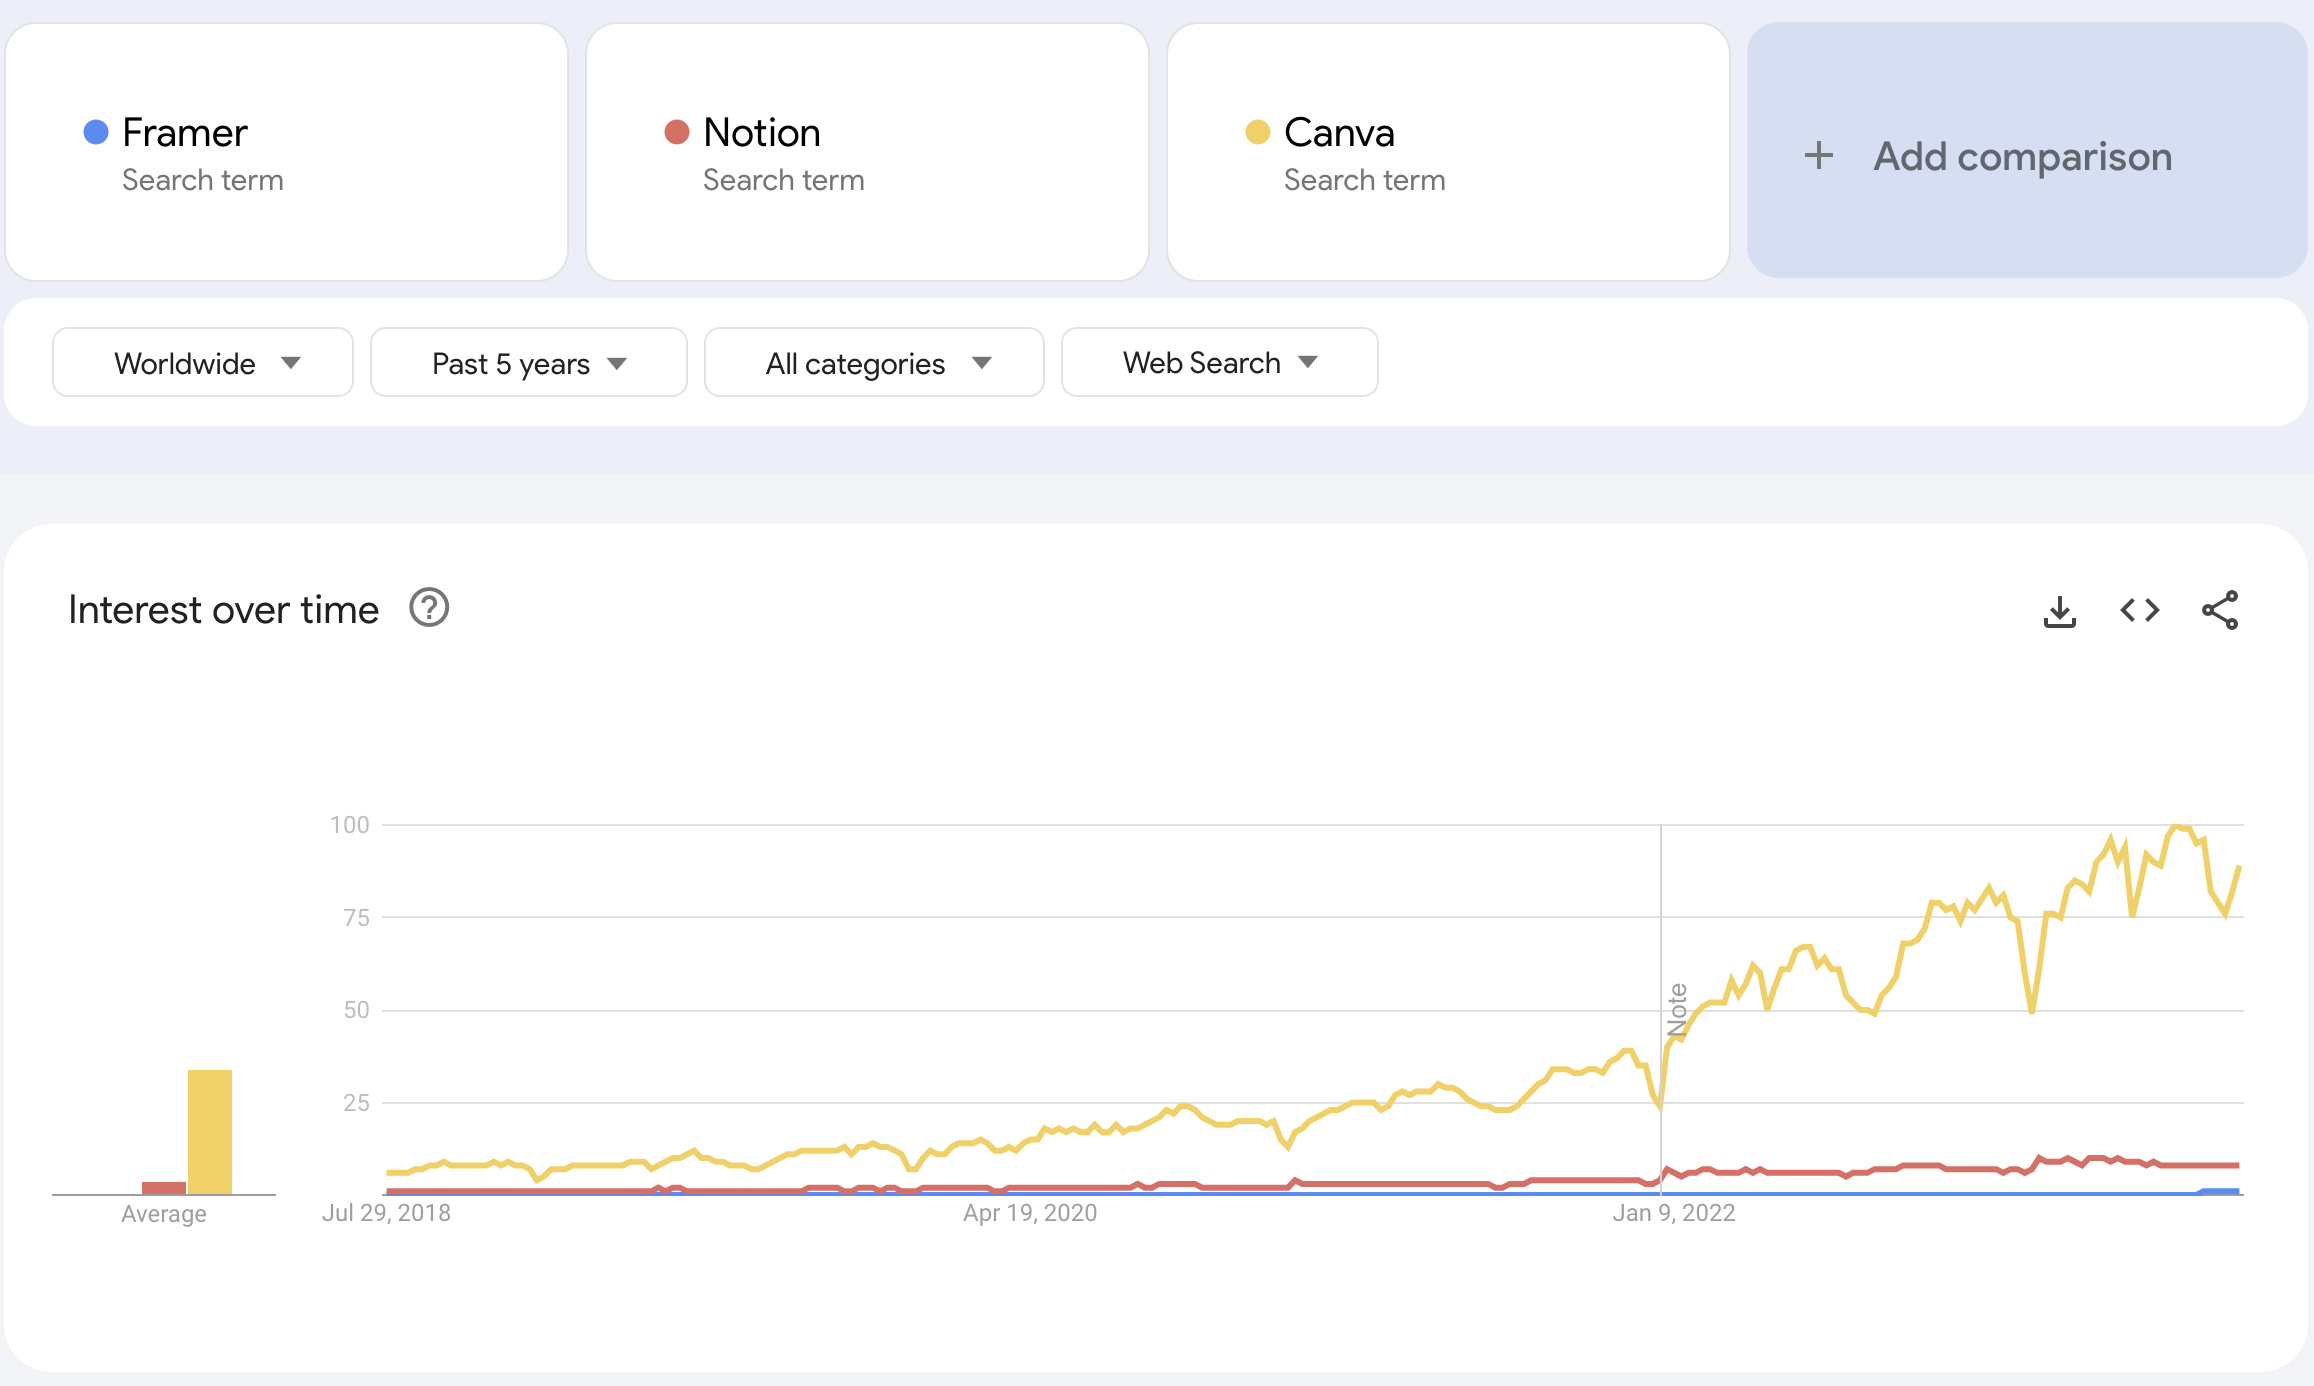 Framer
Search term
Notion
Search term
Canva
Search term
+ Add comparison
Worldwide
Past 5 years
All categories
Web Search
Interest over time
?
100
75
50
25
Note
Average
Jul 29, 2018
Apr 19, 2020
Jan 9, 2022